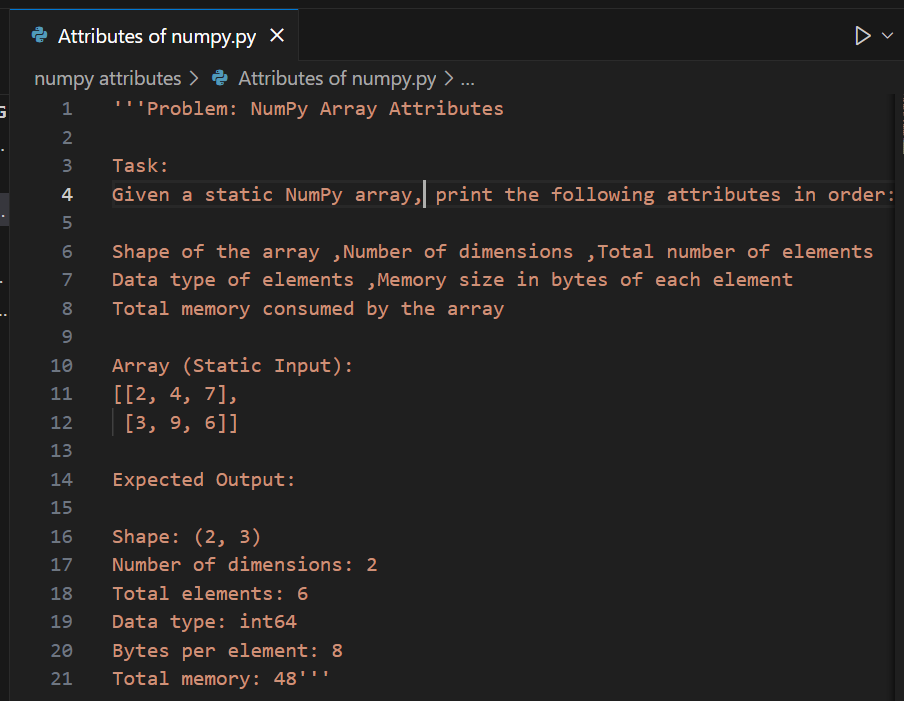 Attributes of numpy.py
numpy attributes > Attributes of numpy.py > ...
1 '''Problem: NumPy Array Attributes
2
3 Task:
4 Given a static NumPy array, print the following attributes in order:
5
6 Shape of the array ,Number of dimensions ,Total number of elements
7 Data type of elements ,Memory size in bytes of each element
8 Total memory consumed by the array
9
10 Array (Static Input):
11 [[2, 4, 7],
12  [3, 9, 6]]
13
14 Expected Output:
15
16 Shape: (2, 3)
17 Number of dimensions: 2
18 Total elements: 6
19 Data type: int64
20 Bytes per element: 8
21 Total memory: 48'''